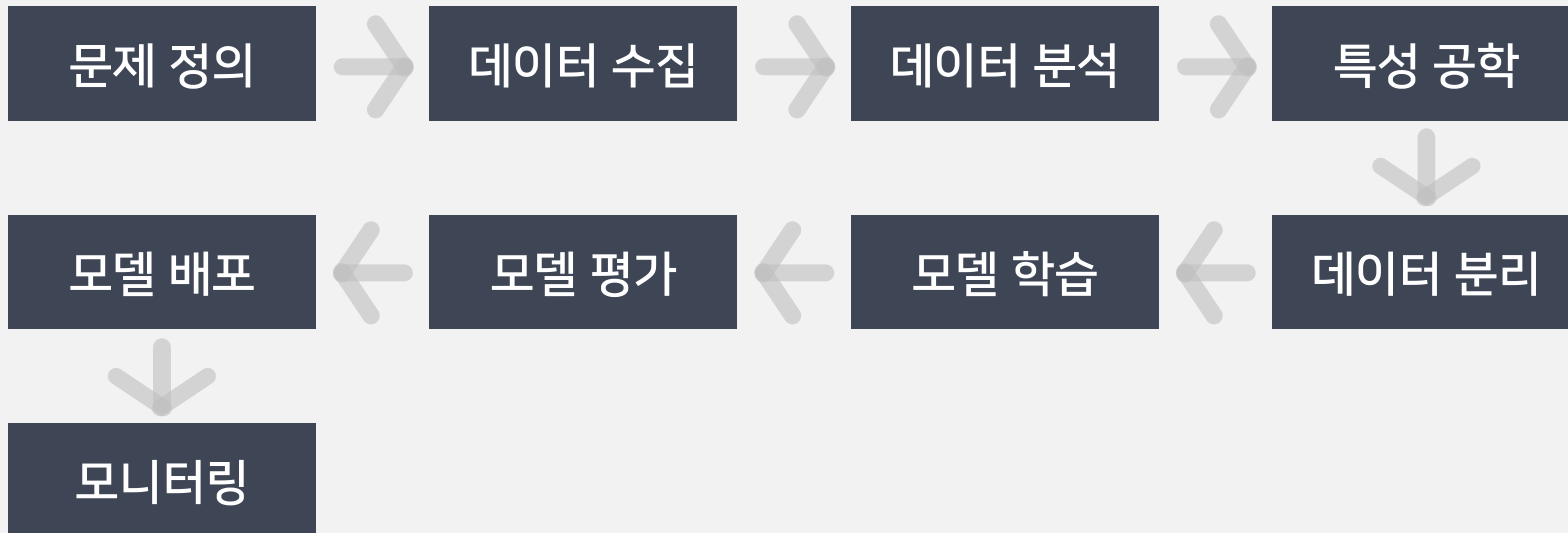 문제 정의
데이터 수집
데이터 분석
특성 공학
데이터 분리
모델 학습
모델 평가
모델 배포
모니터링